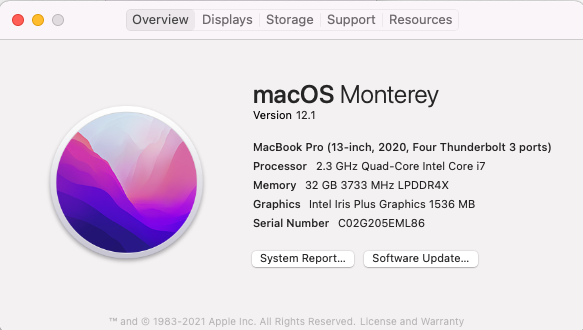 Overview Displays Storage Support Resources
macOS Monterey
Version 12.1
MacBook Pro (13-inch, 2020, Four Thunderbolt 3 ports)
Processor 2.3 GHz Quad-Core Intel Core i7
Memory 32 GB 3733 MHz LPDDR4X
Graphics Intel Iris Plus Graphics 1536 MB
Serial Number C02G205EML86
System Report... Software Update...
™ and © 1983-2021 Apple Inc. All Rights Reserved. License and Warranty